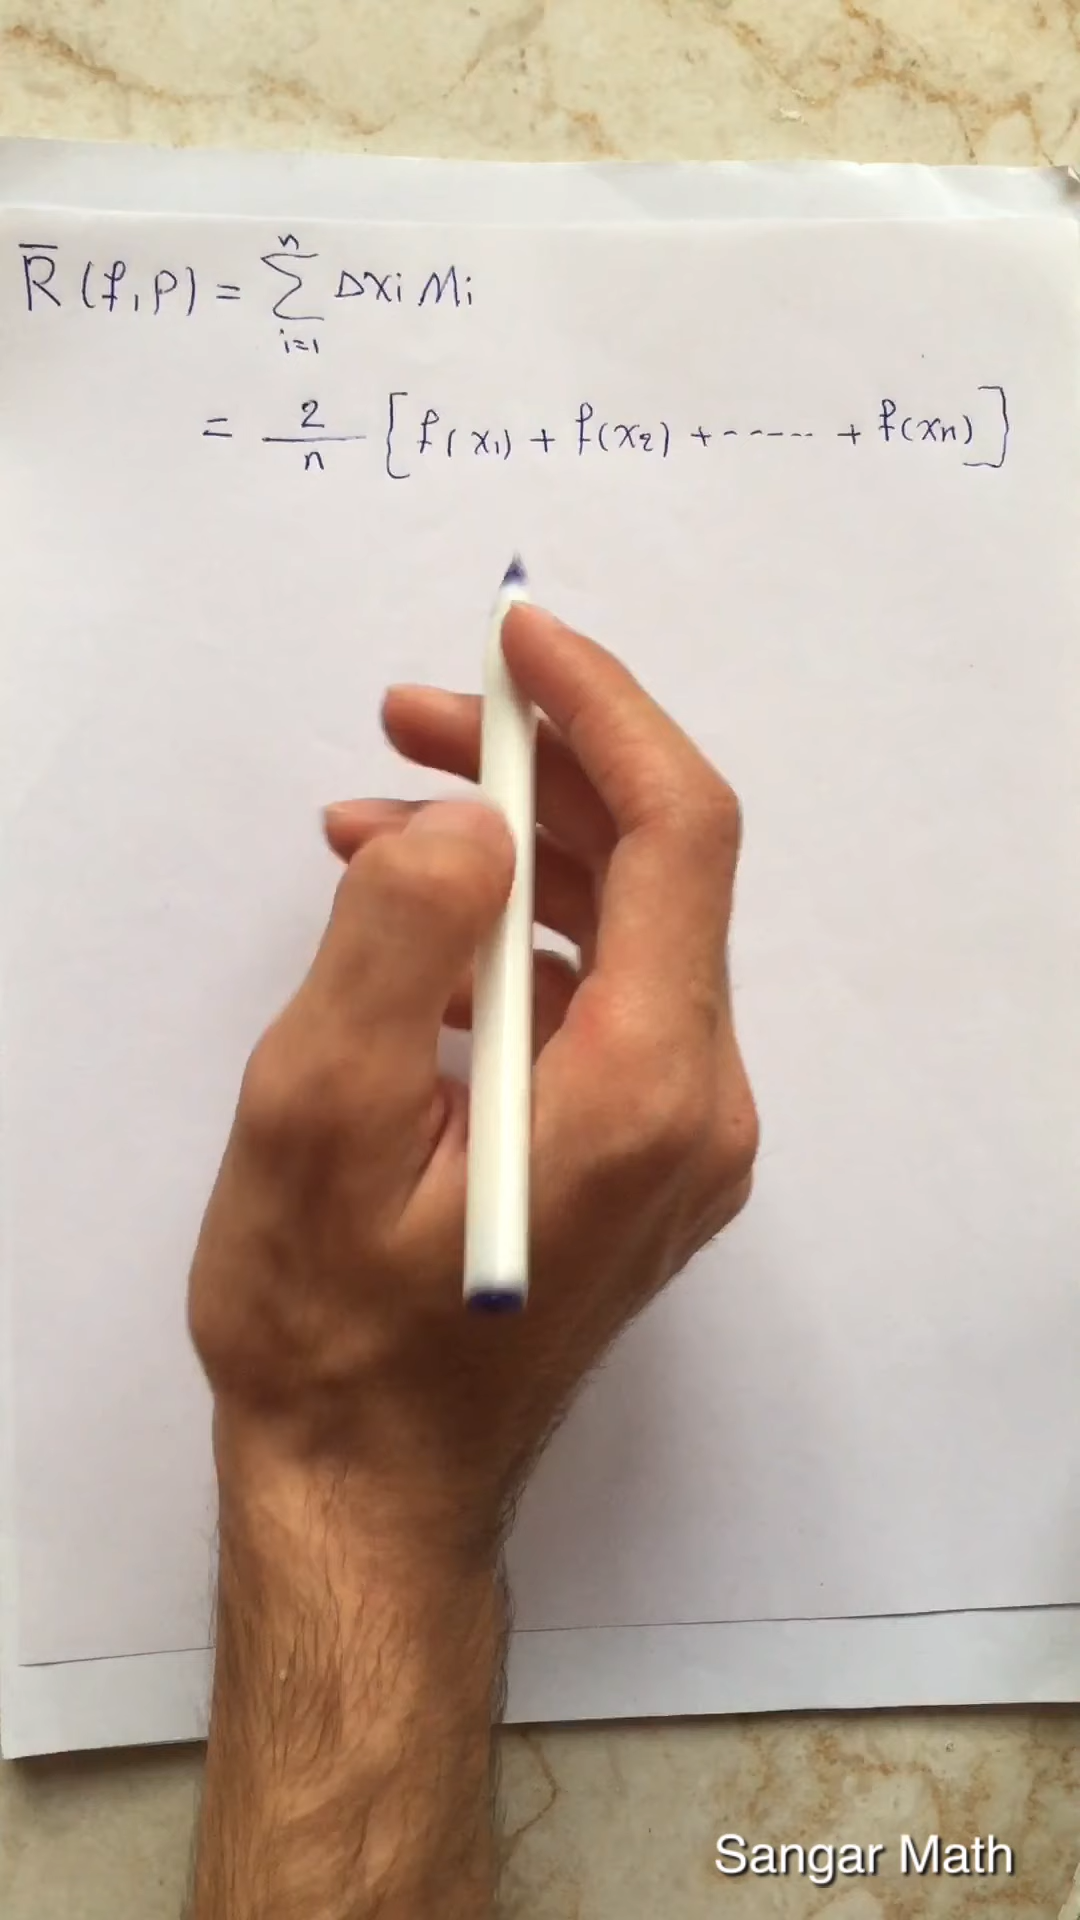 R̄ (f, P) = n ∑ i=1 Δxi Mi
= 2/n [f(x1) + f(x2) + ------ + f(xn)]
Sangar Math